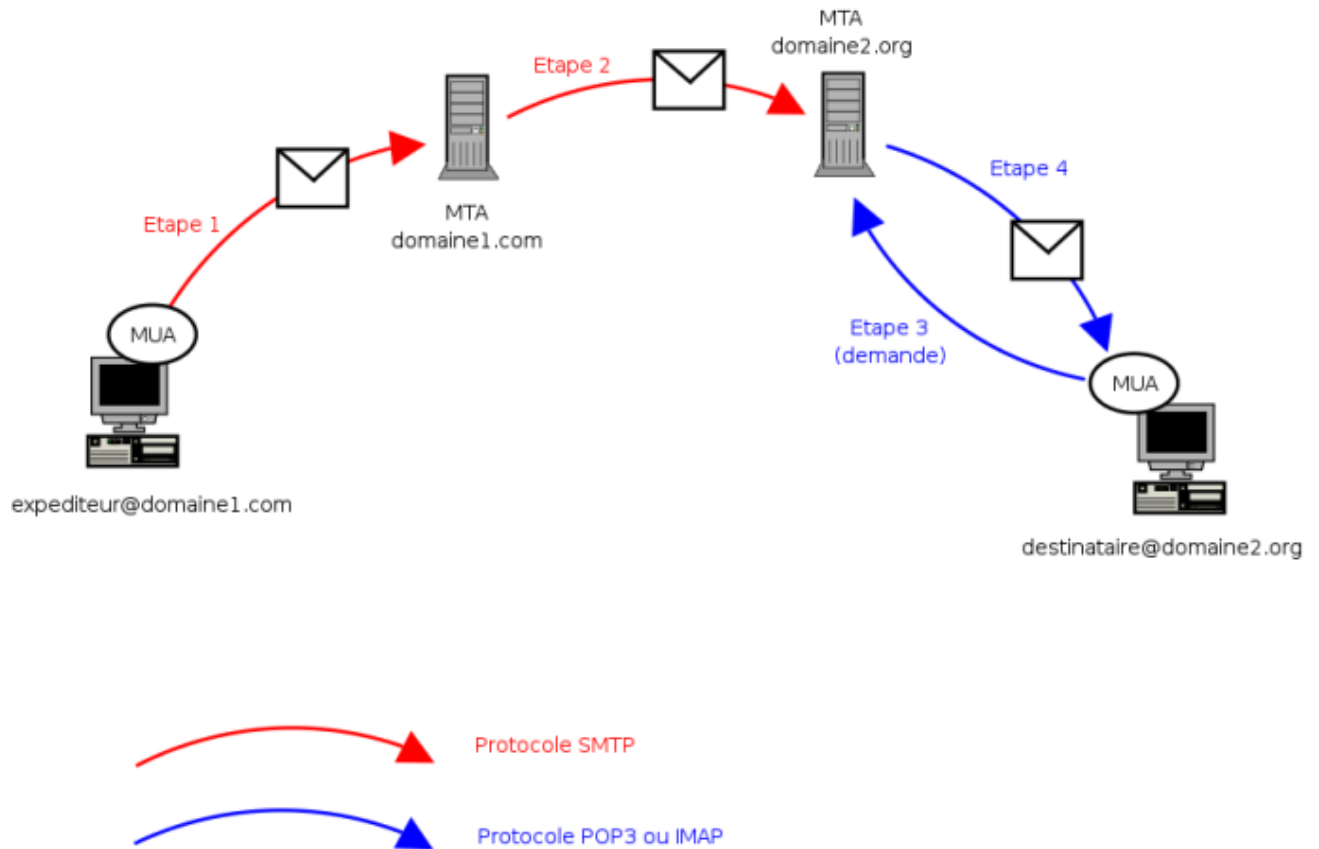 MTA
domaine2.org
Etape 2
Etape 1
MTA
domaine1.com
Etape 4
Etape 3
(demande)
MUA
MUA
expediteur@domaine1.com
destinataire@domaine2.org
Protocole SMTP
Protocole POP3 ou IMAP